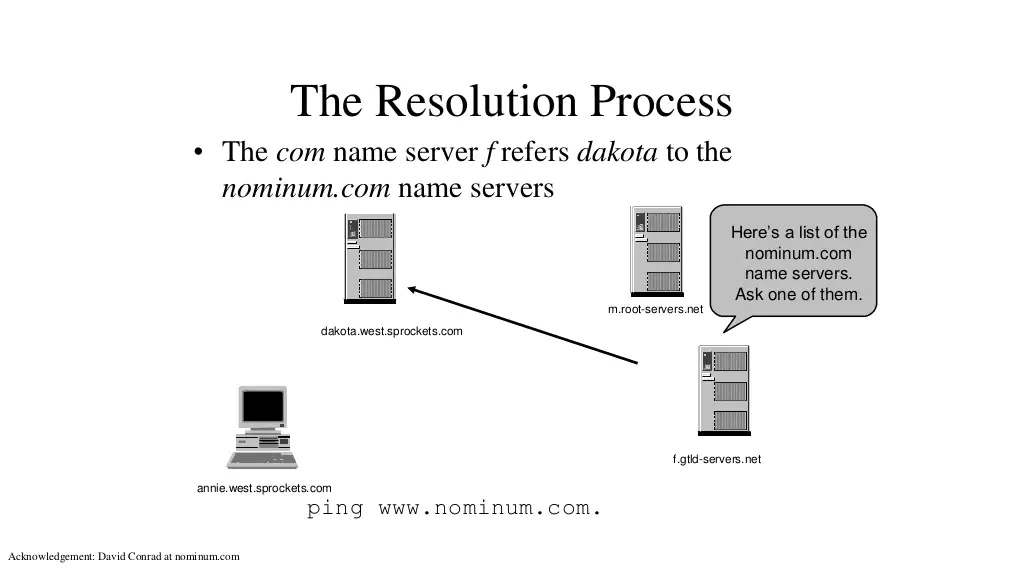 The Resolution Process
• The com name server f refers dakota to the
nominum.com name servers
Here’s a list of the
nominum.com
name servers.
Ask one of them.
m.root-servers.net
dakota.west.sprockets.com
f.gtld-servers.net
annie.west.sprockets.com
ping www.nominum.com.
Acknowledgement: David Conrad at nominum.com